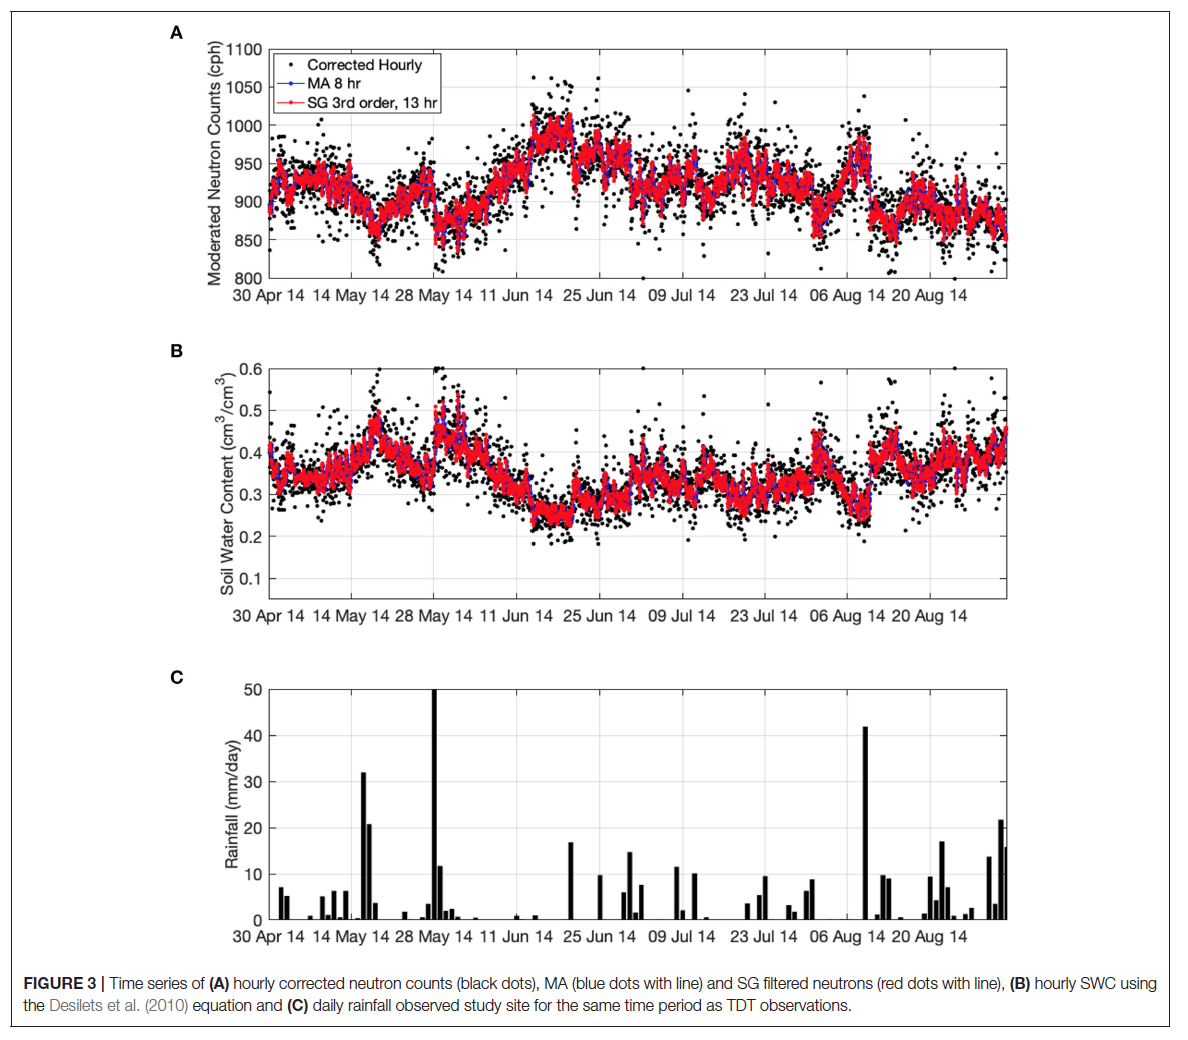 A
Moderated Neutron Counts (cph)
1100
1050
1000
950
900
850
800
Corrected Hourly
MA 8 hr
SG 3rd order, 13 hr
30 Apr 14 14 May 14 28 May 14 11 Jun 14 25 Jun 14 09 Jul 14 23 Jul 14 06 Aug 14 20 Aug 14
B
Soil Water Content (cm3/cm3)
0.6
0.5
0.4
0.3
0.2
0.1
30 Apr 14 14 May 14 28 May 14 11 Jun 14 25 Jun 14 09 Jul 14 23 Jul 14 06 Aug 14 20 Aug 14
C
Rainfall (mm/day)
50
40
30
20
10
0
30 Apr 14 14 May 14 28 May 14 11 Jun 14 25 Jun 14 09 Jul 14 23 Jul 14 06 Aug 14 20 Aug 14
FIGURE 3 | Time series of (A) hourly corrected neutron counts (black dots), MA (blue dots with line) and SG filtered neutrons (red dots with line), (B) hourly SWC using
the Desilets et al. (2010) equation and (C) daily rainfall observed study site for the same time period as TDT observations.